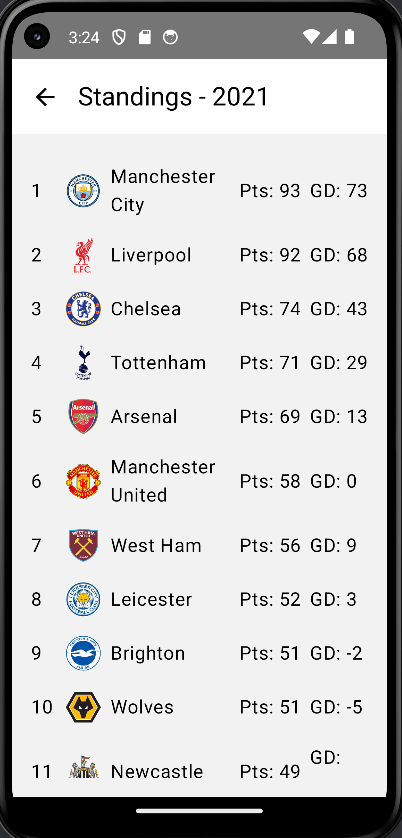 3:24
Standings - 2021
1 Manchester City Pts: 93 GD: 73
2 L.F.C. Liverpool Pts: 92 GD: 68
3 Chelsea Pts: 74 GD: 43
4 Tottenham Pts: 71 GD: 29
5 Arsenal Arsenal Pts: 69 GD: 13
6 Manchester United Pts: 58 GD: 0
7 West Ham Pts: 56 GD: 9
8 Leicester Pts: 52 GD: 3
9 Brighton Pts: 51 GD: -2
10 Wolves Pts: 51 GD: -5
11 Newcastle Pts: 49 GD: